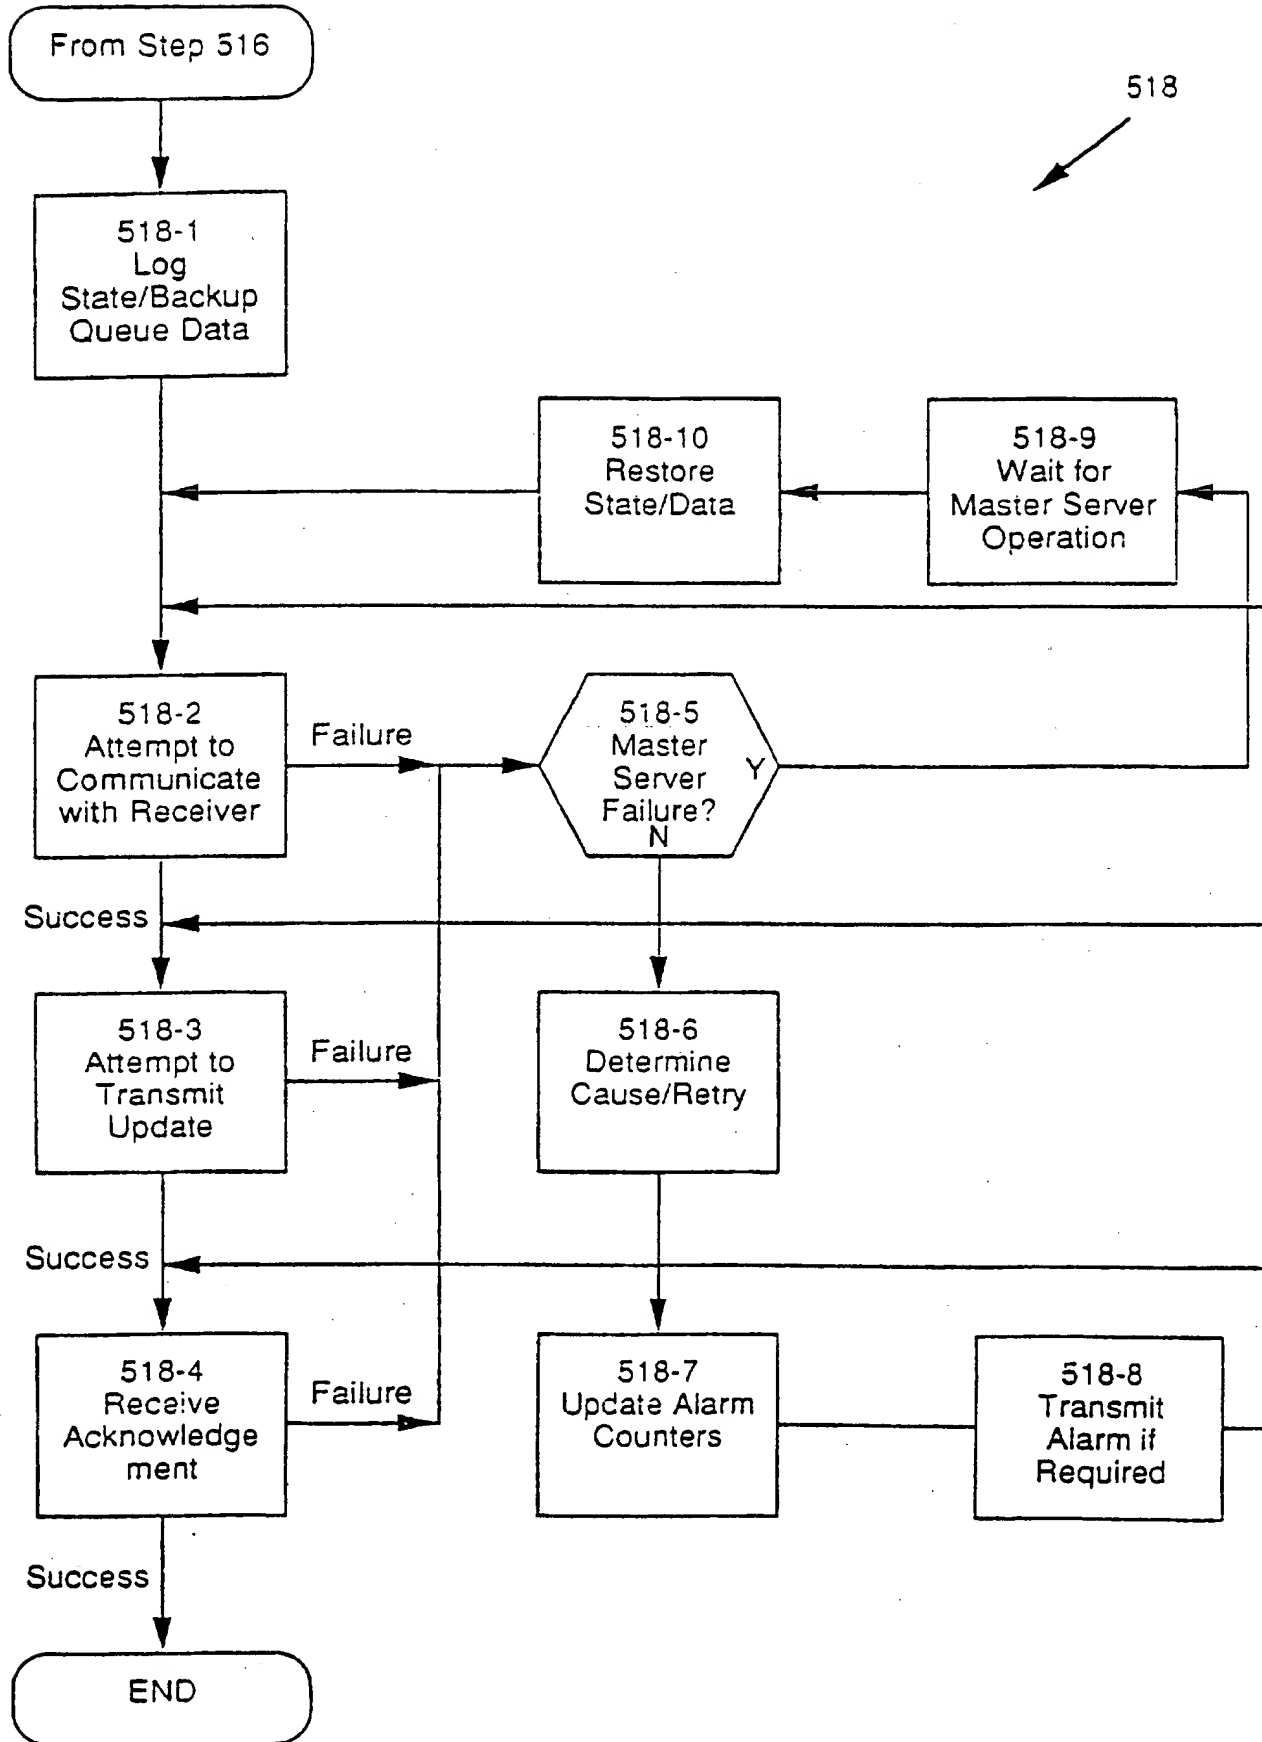 From Step 516
518
518-1
Log
State/Backup
Queue Data
518-10
Restore
State/Data
518-9
Wait for
Master Server
Operation
518-2
Attempt to
Communicate
with Receiver
Failure
518-5
Master
Server
Failure?
Y
N
Success
518-3
Attempt to
Transmit
Update
Failure
518-6
Determine
Cause/Retry
Success
518-4
Receive
Acknowledge
ment
Failure
518-7
Update Alarm
Counters
518-8
Transmit
Alarm if
Required
Success
END